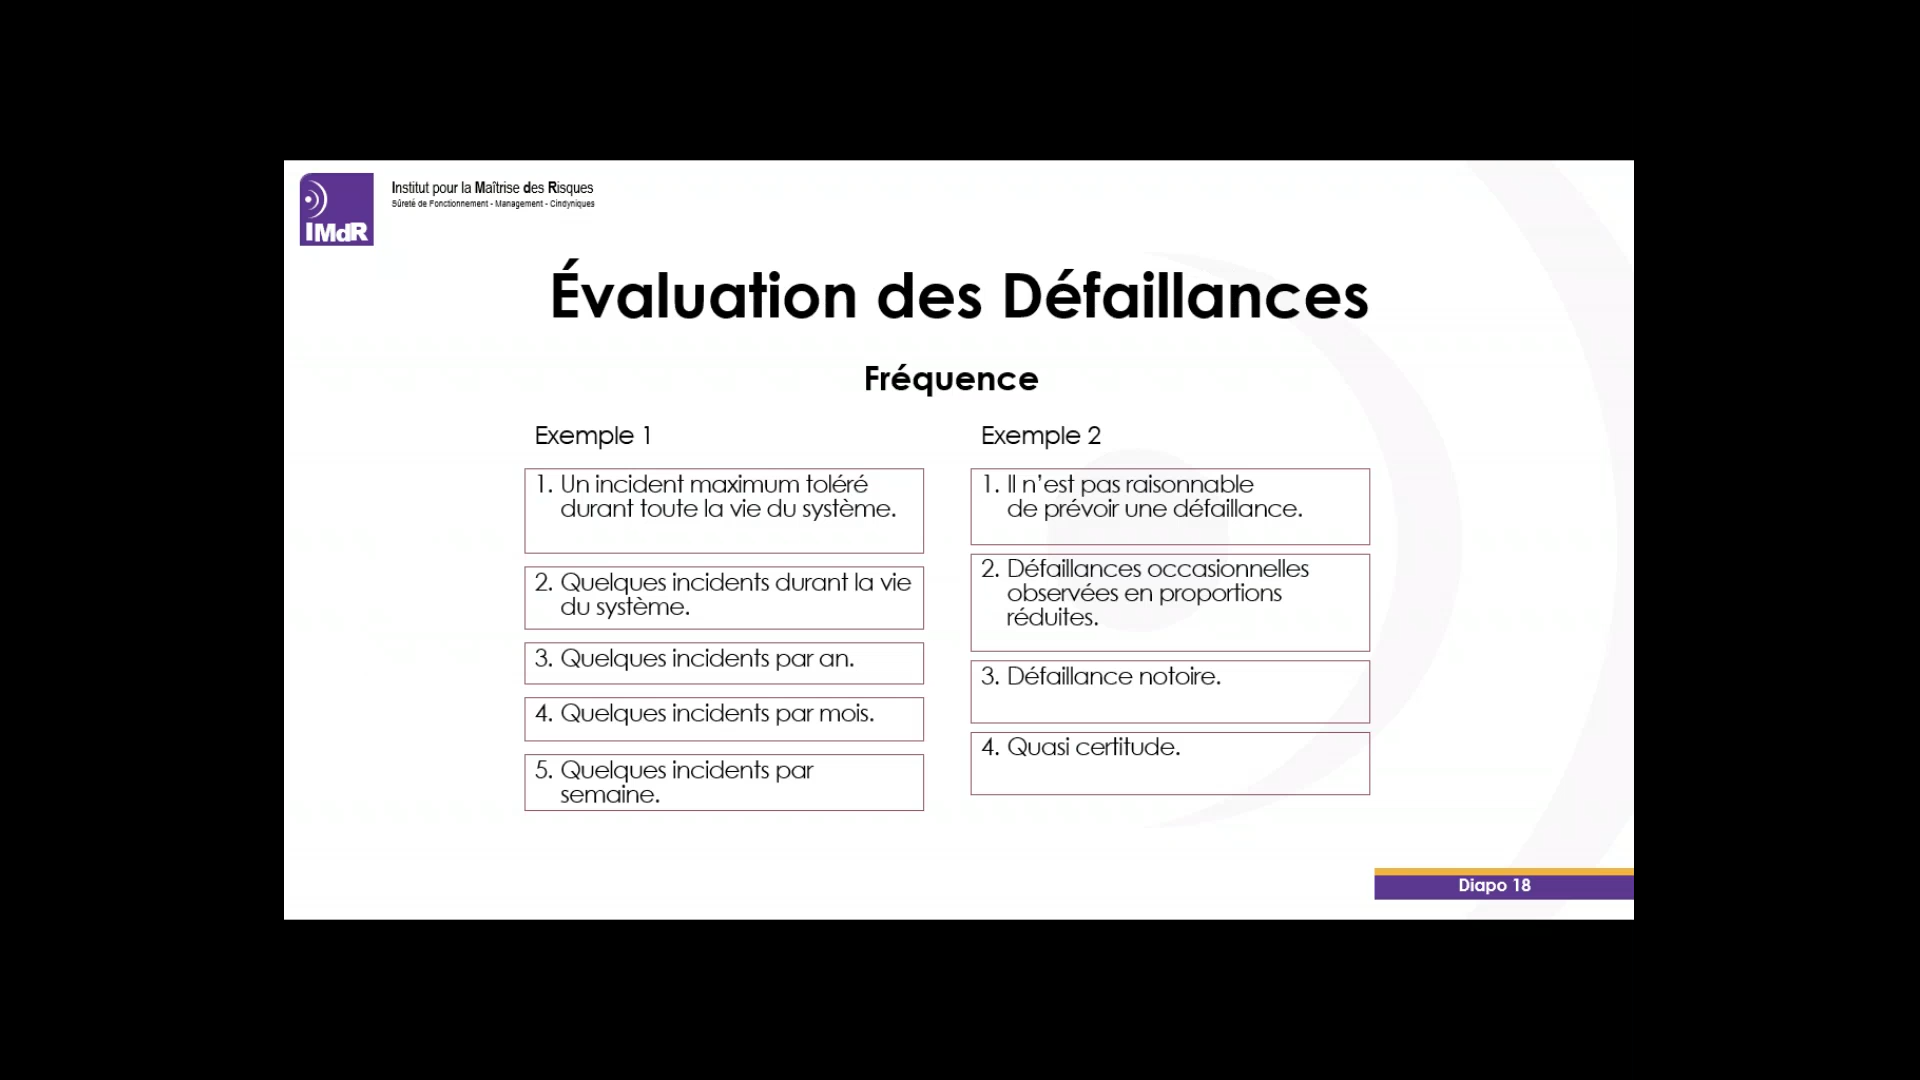 Institut pour la Maîtrise des Risques
Sûreté de Fonctionnement - Management - Cindyniques
IMdR
Évaluation des Défaillances
Fréquence
Exemple 1
1. Un incident maximum toléré
durant toute la vie du système.
2. Quelques incidents durant la vie
du système.
3. Quelques incidents par an.
4. Quelques incidents par mois.
5. Quelques incidents par
semaine.
Exemple 2
1. Il n’est pas raisonnable
de prévoir une défaillance.
2. Défaillances occasionnelles
observées en proportions
réduites.
3. Défaillance notoire.
4. Quasi certitude.
Diapo 18